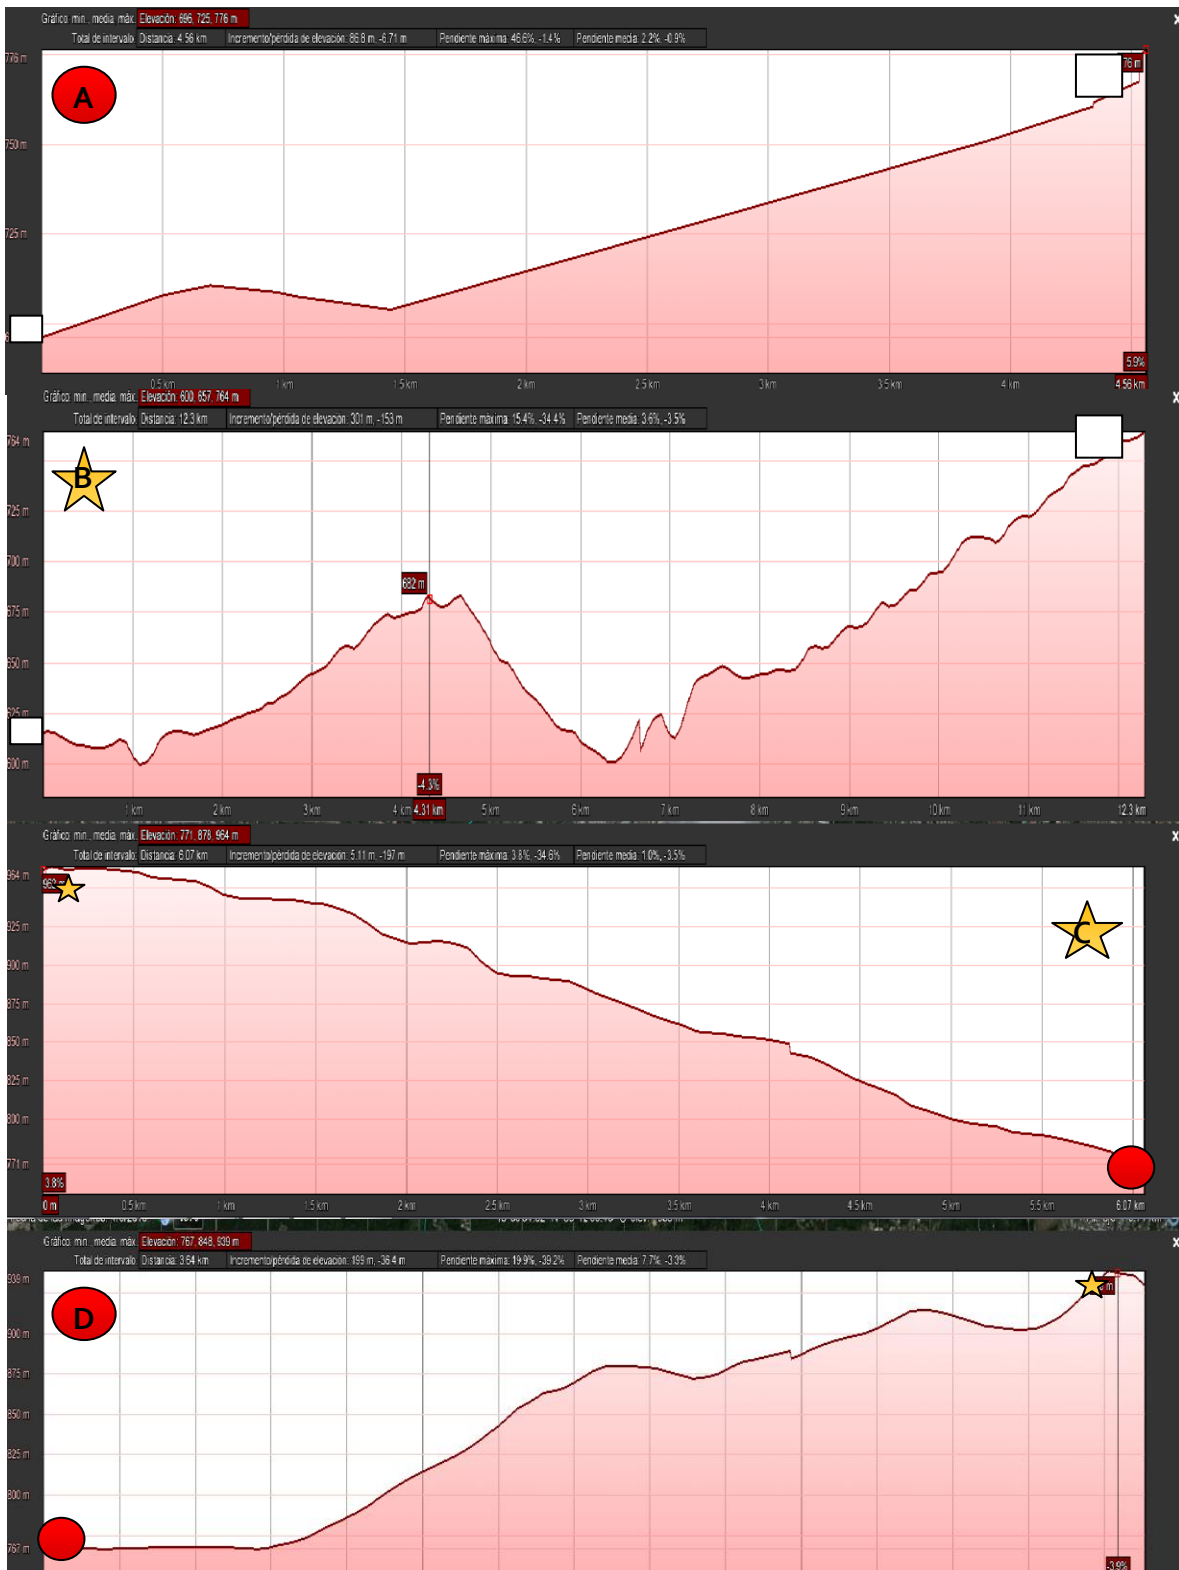 Gráfico mín., media, máx. Elevación: 696, 725, 776 m
x
Total de intervalo: Distancia: 4.56 km Incremento/pérdida de elevación: 86.8 m, -6.71 m Pendiente máxima: 46.6%, -1.4% Pendiente media: 2.2%, -0.9%
776 m
A
76 m
750 m
725 m
5.9%
0.5 km 1 km 1.5 km 2 km 2.5 km 3 km 3.5 km 4 km 4.56 km
Gráfico mín., media, máx. Elevación: 600, 657, 764 m
x
Total de intervalo: Distancia: 12.3 km Incremento/pérdida de elevación: 301 m, -153 m Pendiente máxima: 15.4%, -34.4% Pendiente media: 3.6%, -3.5%
764 m
B
725 m
700 m
682 m
675 m
650 m
625 m
600 m
-4.3%
1 km 2 km 3 km 4 km 4.31 km 5 km 6 km 7 km 8 km 9 km 10 km 11 km 12.3 km
Gráfico mín., media, máx. Elevación: 771, 878, 964 m
x
Total de intervalo: Distancia: 6.07 km Incremento/pérdida de elevación: 5.11 m, -197 m Pendiente máxima: 3.8%, -34.6% Pendiente media: 1.0%, -3.5%
964 m
C
925 m
900 m
875 m
850 m
825 m
800 m
771 m
3.8%
0 m 0.5 km 1 km 1.5 km 2 km 2.5 km 3 km 3.5 km 4 km 4.5 km 5 km 5.5 km 6.07 km
Gráfico mín., media, máx. Elevación: 767, 848, 939 m
x
Total de intervalo: Distancia: 3.64 km Incremento/pérdida de elevación: 199 m, -36.4 m Pendiente máxima: 19.9%, -39.2% Pendiente media: 7.7%, -3.3%
939 m
D
900 m
875 m
850 m
825 m
800 m
767 m
-3.9%